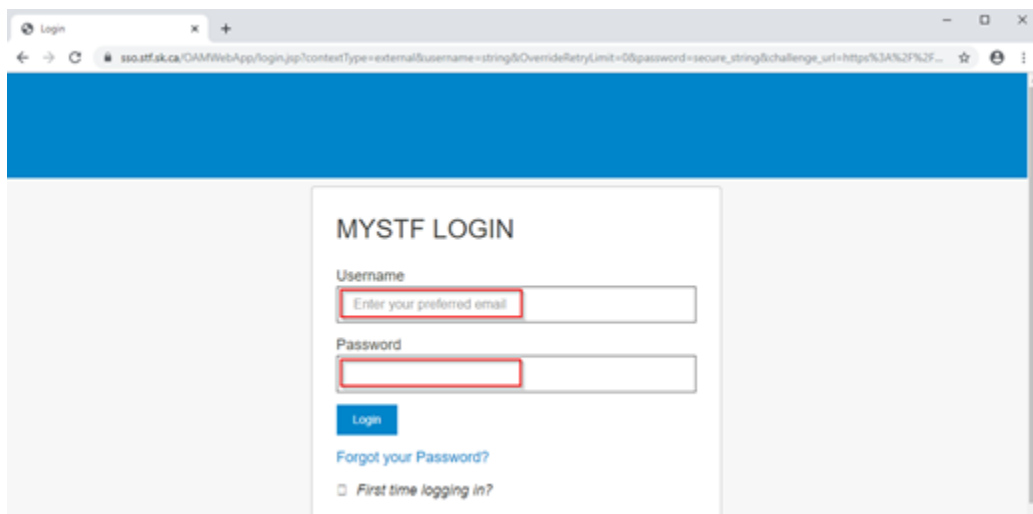 Login
sso.stf.sk.ca/OAMWebApp/login.jsp?contextType=external&username=string&OverrideRetryLimit=0&password=secure_string&challenge_url=https%3A%2F%2F...
MYSTF LOGIN
Username
Enter your preferred email
Password
Login
Forgot your Password?
First time logging in?